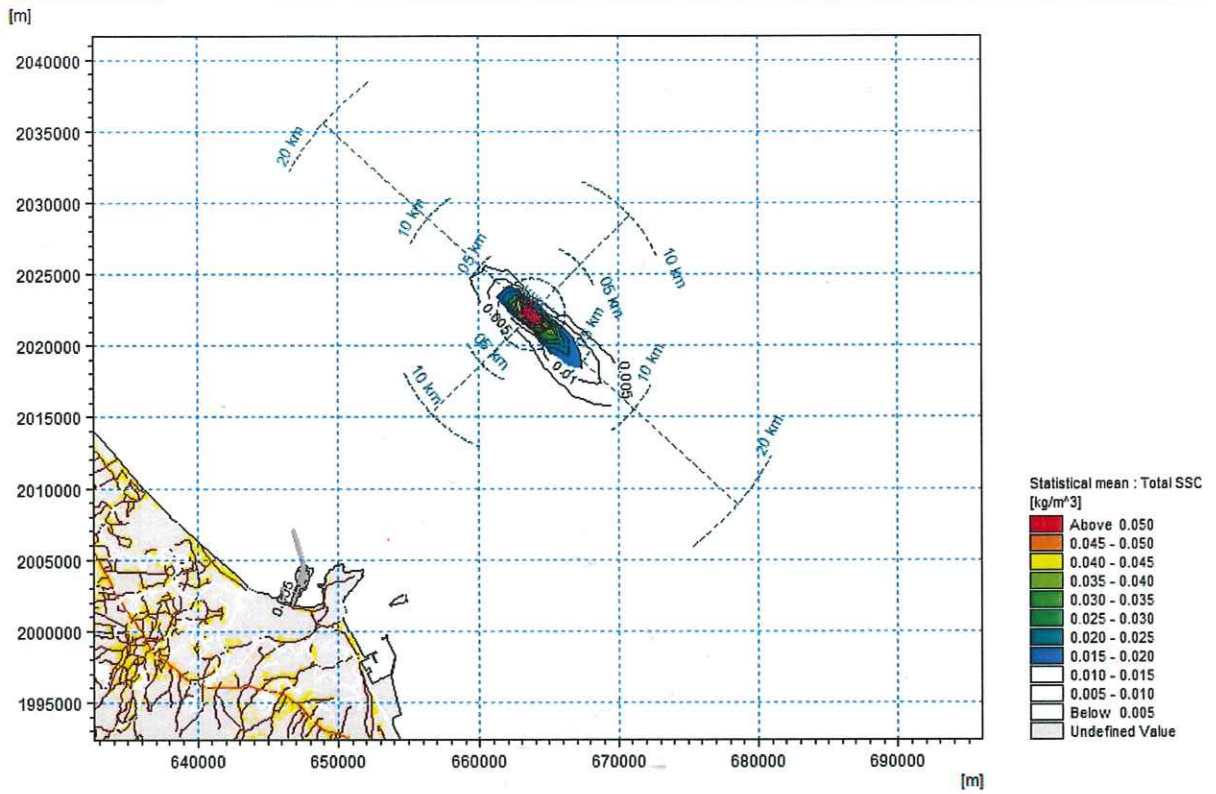 [m]
2040000
2035000
2030000
2025000
2020000
2015000
2010000
2005000
2000000
1995000
640000
650000
660000
670000
680000
690000
[m]
20 km
10 km
05 km
10 km
05 km
0.005
05 km
10 km
0.01
0.005
10 km
20 km
Statistical mean : Total SSC
[kg/m^3]
Above 0.050
0.045 - 0.050
0.040 - 0.045
0.035 - 0.040
0.030 - 0.035
0.025 - 0.030
0.020 - 0.025
0.015 - 0.020
0.010 - 0.015
0.005 - 0.010
Below 0.005
Undefined Value